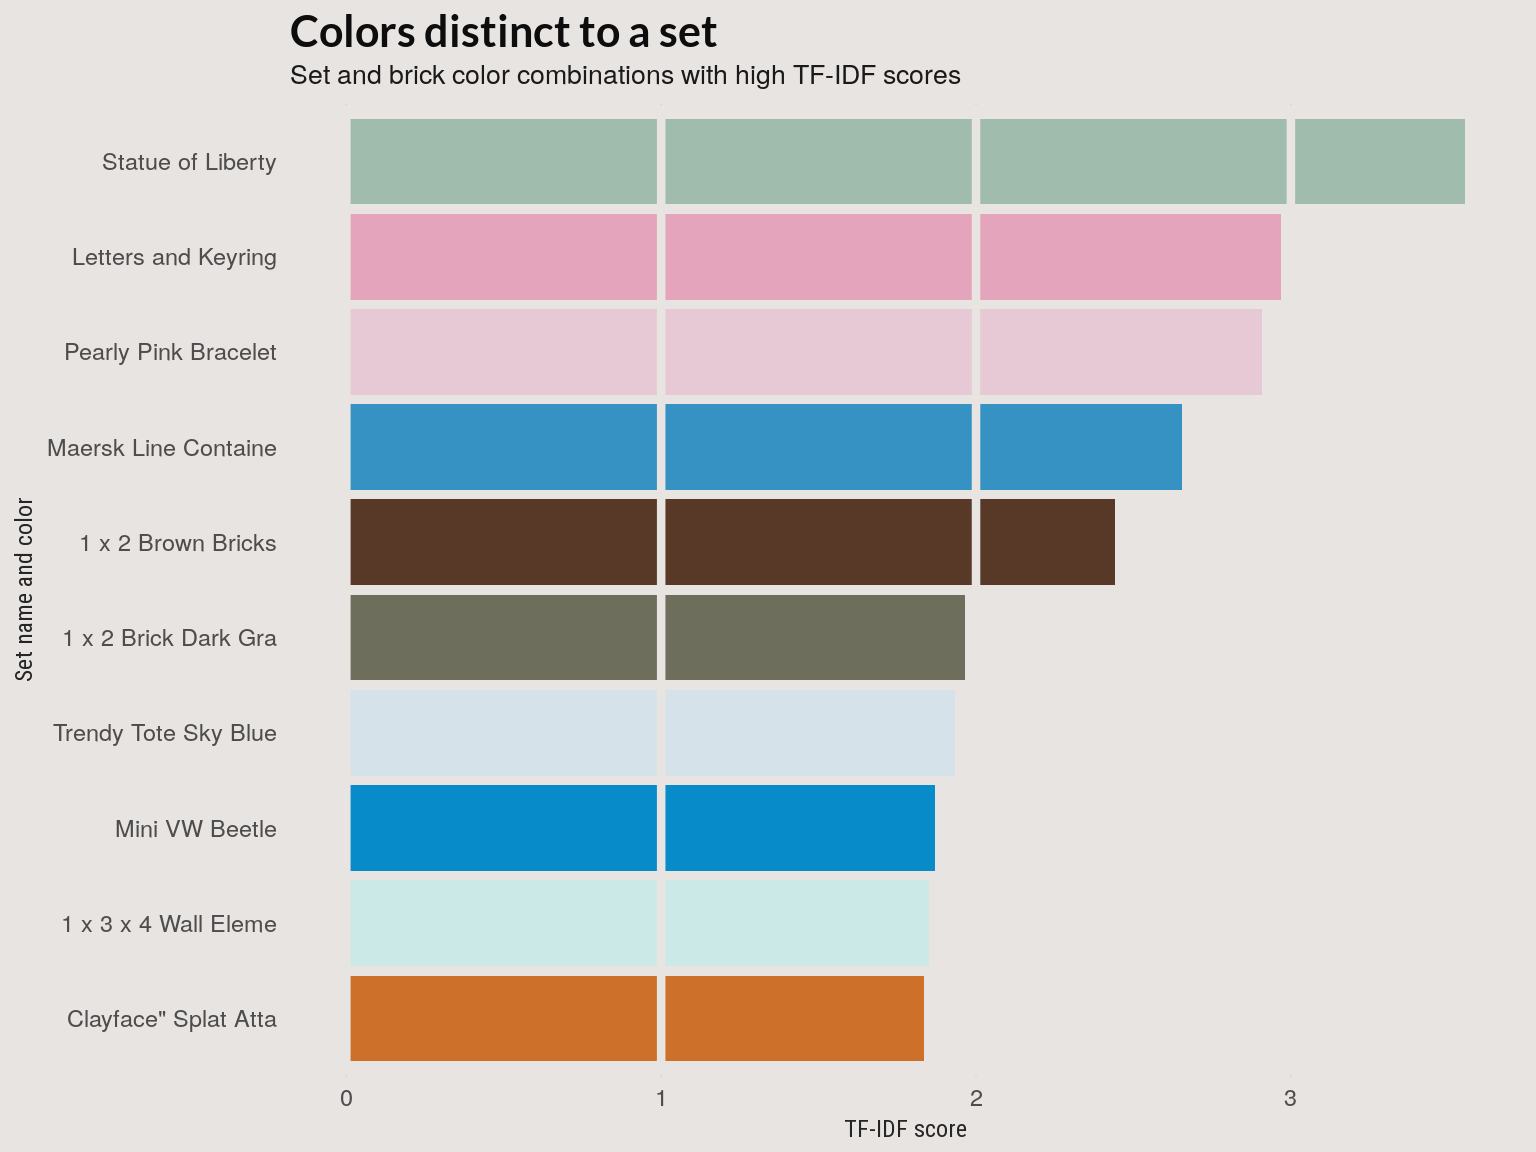 Colors distinct to a set
Set and brick color combinations with high TF-IDF scores
Set name and color
Statue of Liberty
Letters and Keyring
Pearly Pink Bracelet
Maersk Line Containe
1 x 2 Brown Bricks
1 x 2 Brick Dark Gra
Trendy Tote Sky Blue
Mini VW Beetle
1 x 3 x 4 Wall Eleme
Clayface" Splat Atta
0 1 2 3
TF-IDF score